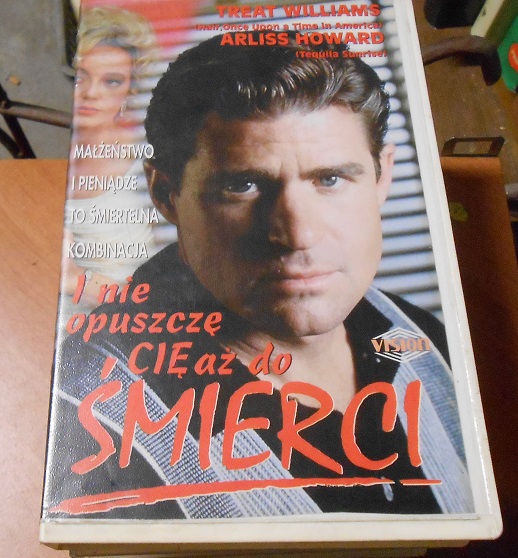 TREAT WILLIAMS
Once Upon a Time in America)
ARLISS HOWARD
(Tequila Sunrise)
MAŁŻEŃSTWO
I PIENIĄDZE
TO ŚMIERTELNA
KOMBINACJA
I nie
opuszczę
CIĘ aż do
ŚMIERCI
VISION